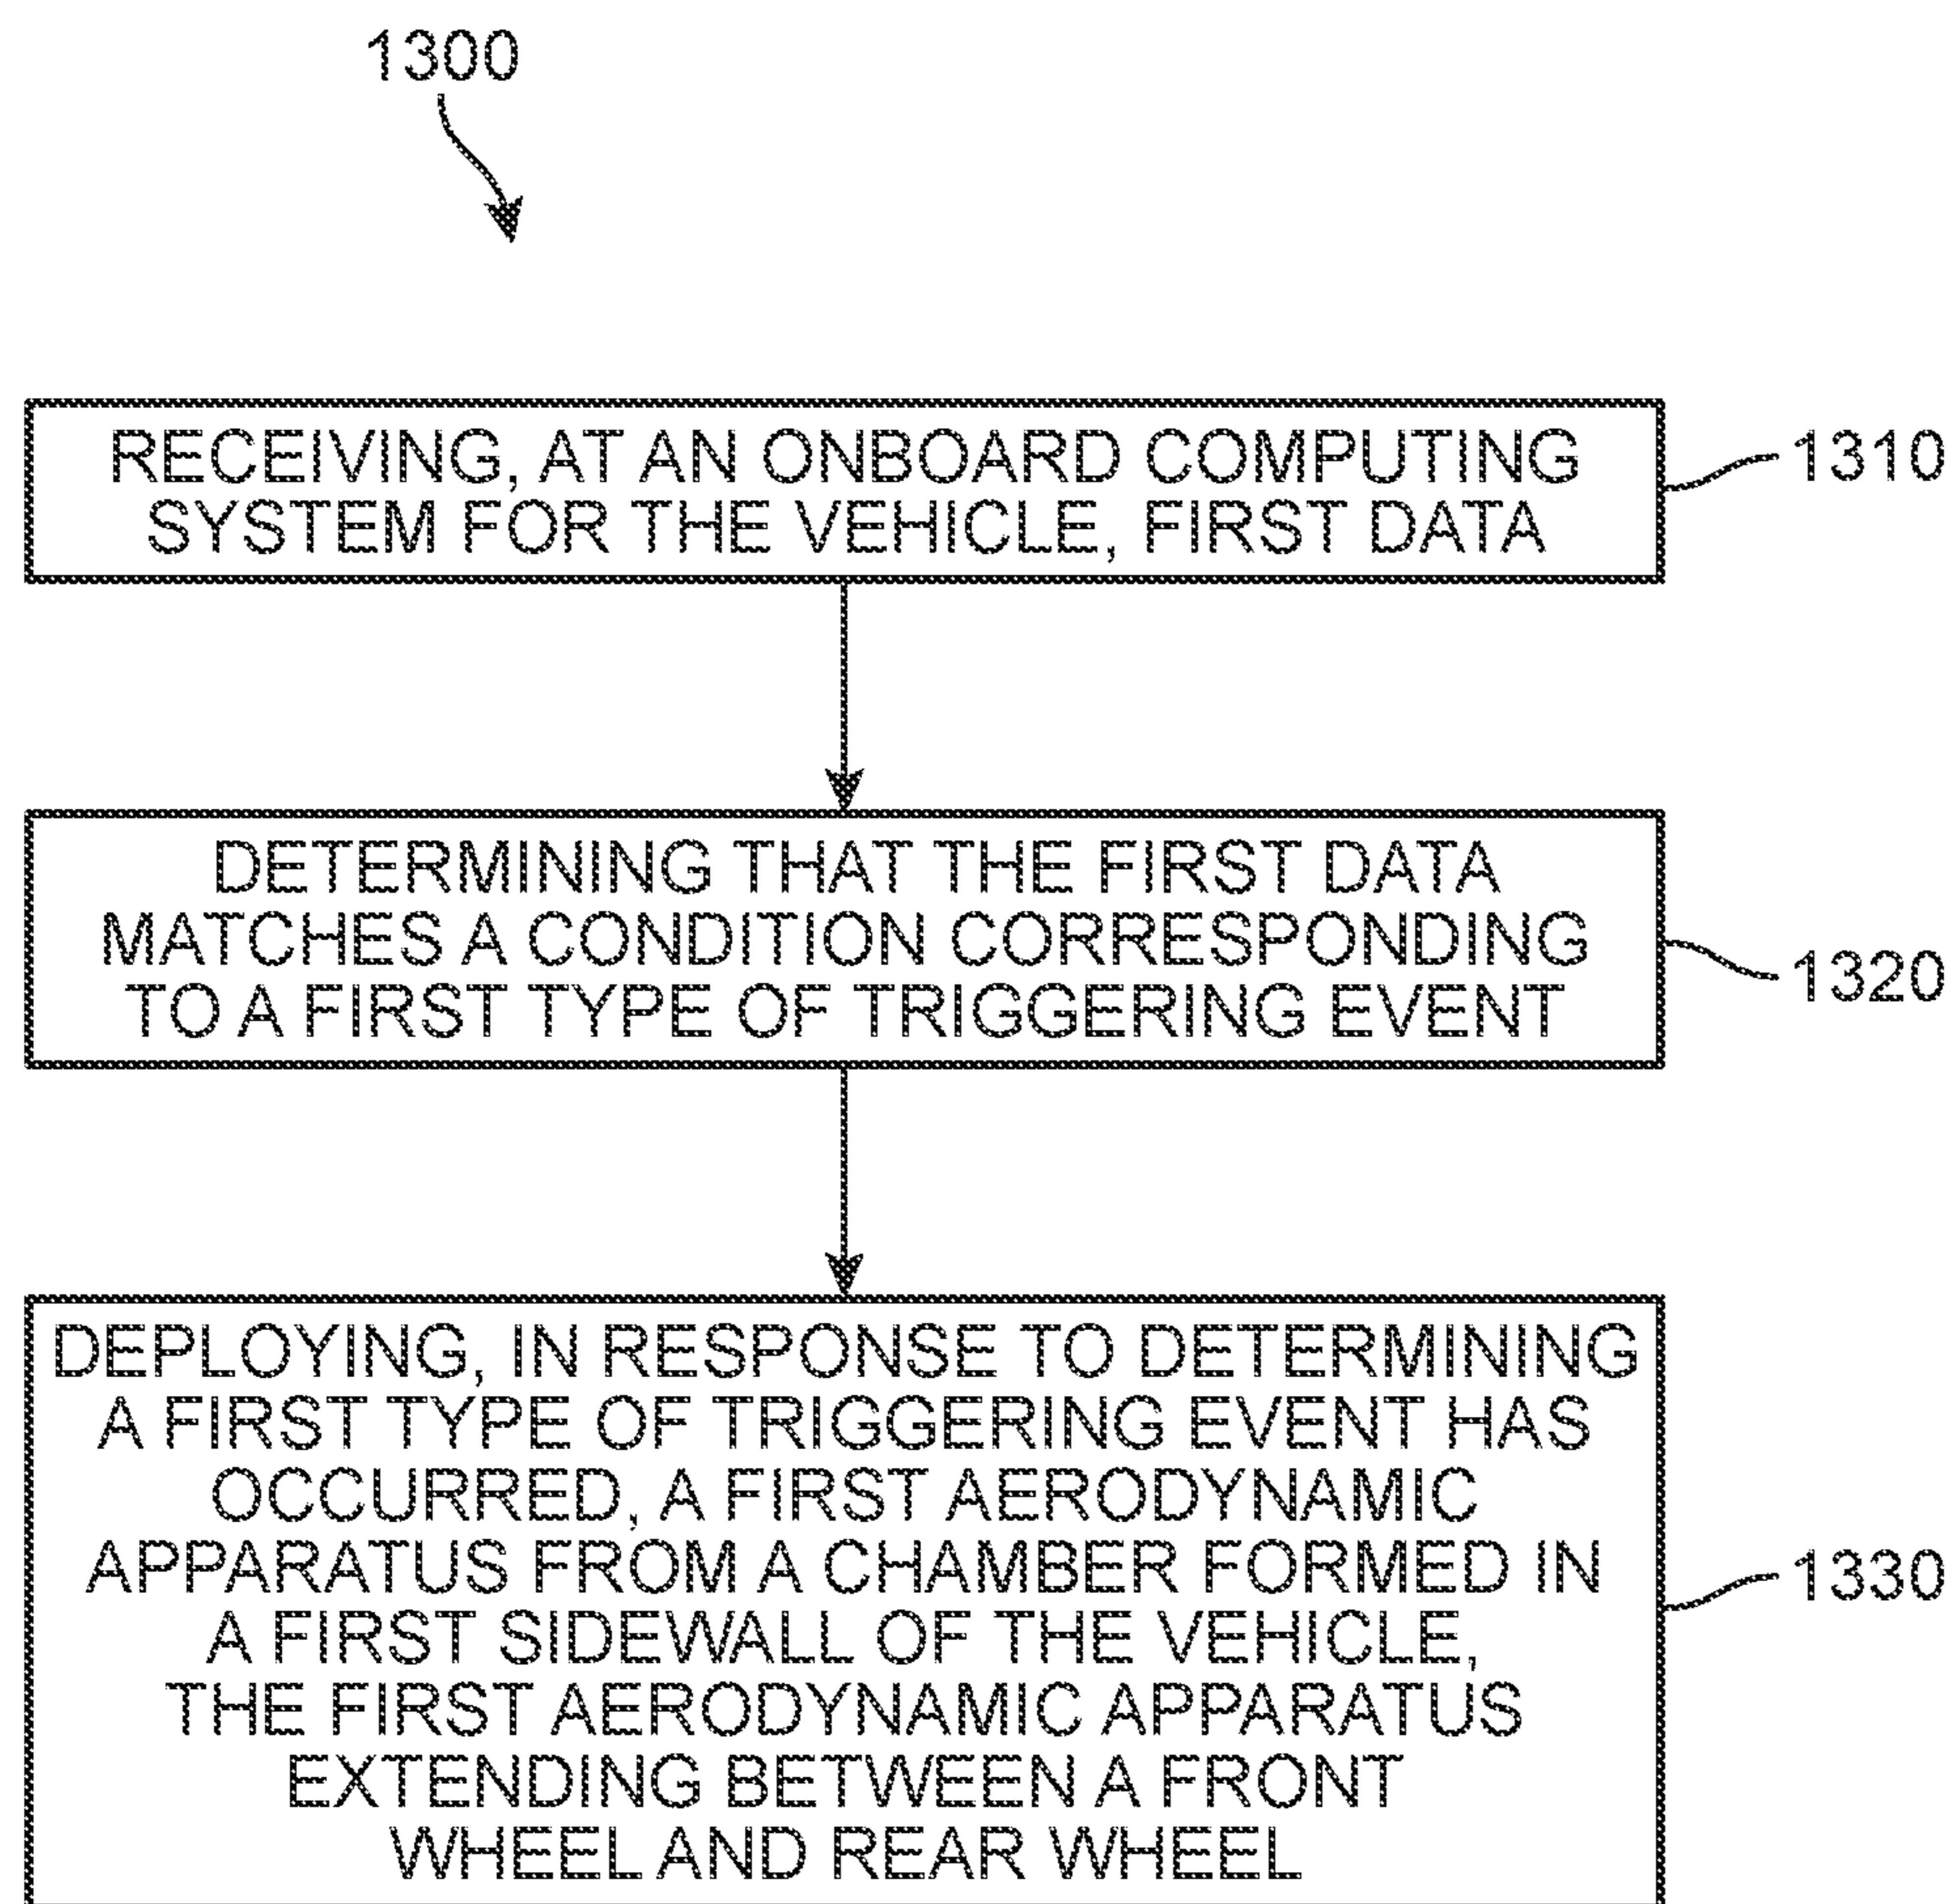 1300
RECEIVING, AT AN ONBOARD COMPUTING
SYSTEM FOR THE VEHICLE, FIRST DATA
1310
DETERMINING THAT THE FIRST DATA
MATCHES A CONDITION CORRESPONDING
TO A FIRST TYPE OF TRIGGERING EVENT
1320
DEPLOYING, IN RESPONSE TO DETERMINING
A FIRST TYPE OF TRIGGERING EVENT HAS
OCCURRED, A FIRST AERODYNAMIC
APPARATUS FROM A CHAMBER FORMED IN
A FIRST SIDEWALL OF THE VEHICLE,
THE FIRST AERODYNAMIC APPARATUS
EXTENDING BETWEEN A FRONT
WHEEL AND REAR WHEEL
1330